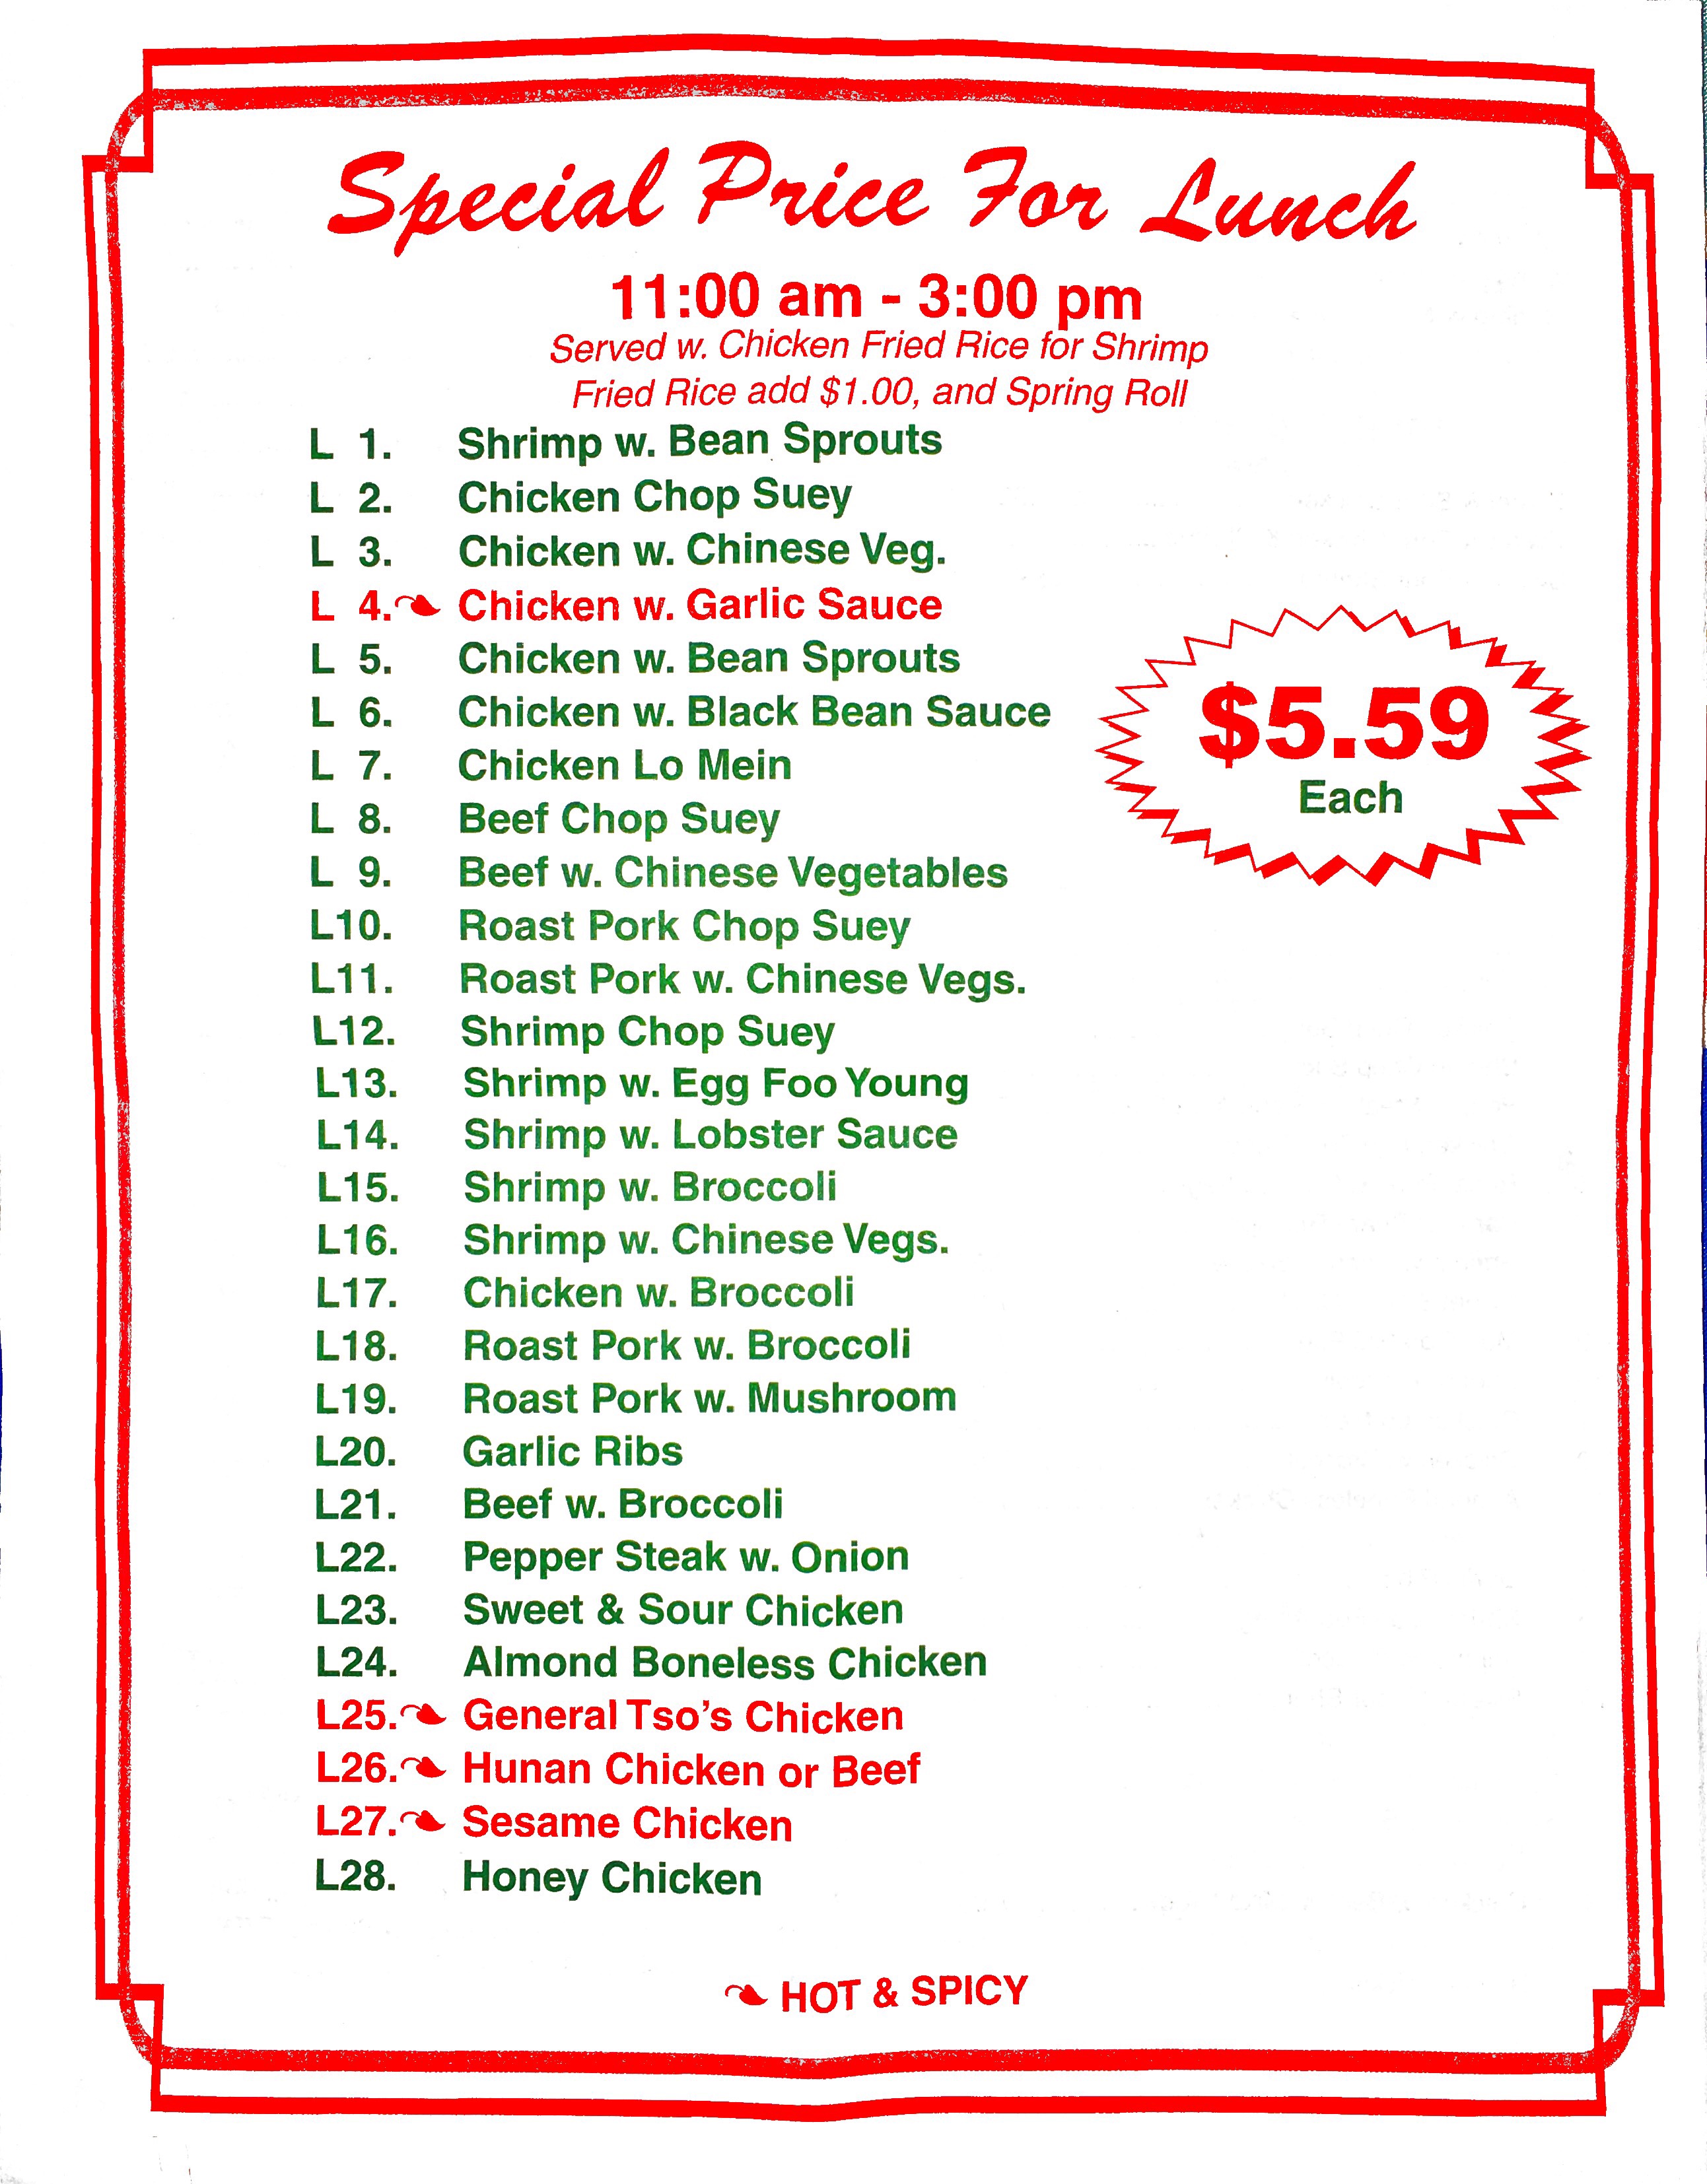 Special Price For Lunch
11:00 am - 3:00 pm
Served w. Chicken Fried Rice for Shrimp
Fried Rice add $1.00, and Spring Roll
L 1. Shrimp w. Bean Sprouts
L 2. Chicken Chop Suey
L 3. Chicken w. Chinese Veg.
L 4. Chicken w. Garlic Sauce
L 5. Chicken w. Bean Sprouts
L 6. Chicken w. Black Bean Sauce
L 7. Chicken Lo Mein
L 8. Beef Chop Suey
L 9. Beef w. Chinese Vegetables
L10. Roast Pork Chop Suey
L11. Roast Pork w. Chinese Vegs.
L12. Shrimp Chop Suey
L13. Shrimp w. Egg Foo Young
L14. Shrimp w. Lobster Sauce
L15. Shrimp w. Broccoli
L16. Shrimp w. Chinese Vegs.
L17. Chicken w. Broccoli
L18. Roast Pork w. Broccoli
L19. Roast Pork w. Mushroom
L20. Garlic Ribs
L21. Beef w. Broccoli
L22. Pepper Steak w. Onion
L23. Sweet & Sour Chicken
L24. Almond Boneless Chicken
L25. General Tso's Chicken
L26. Hunan Chicken or Beef
L27. Sesame Chicken
L28. Honey Chicken
$5.59
Each
HOT & SPICY